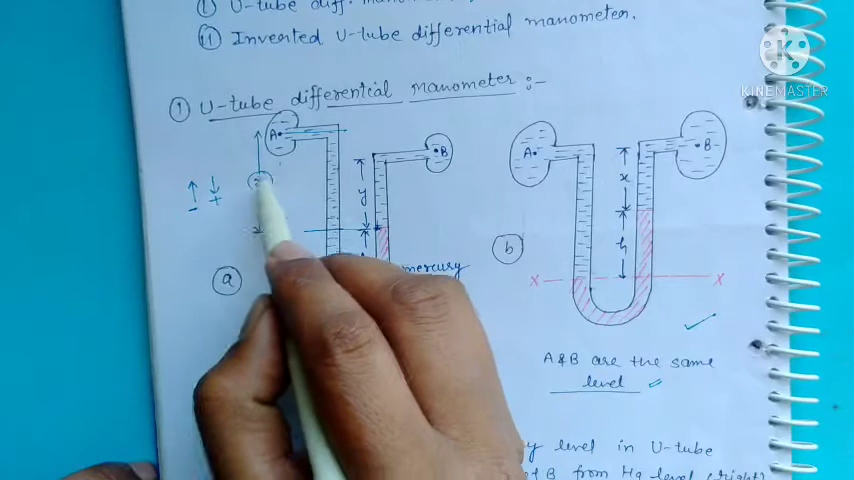 (i) U-tube diff.
(ii) Inverted U-tube differential manometer.
KINEMASTER
① U-tube differential manometer :-
A
B
y
a
mercury
A
B
x
h
b
X
X
A & B are the same
level
level in U-tube
B from Hg level (right)